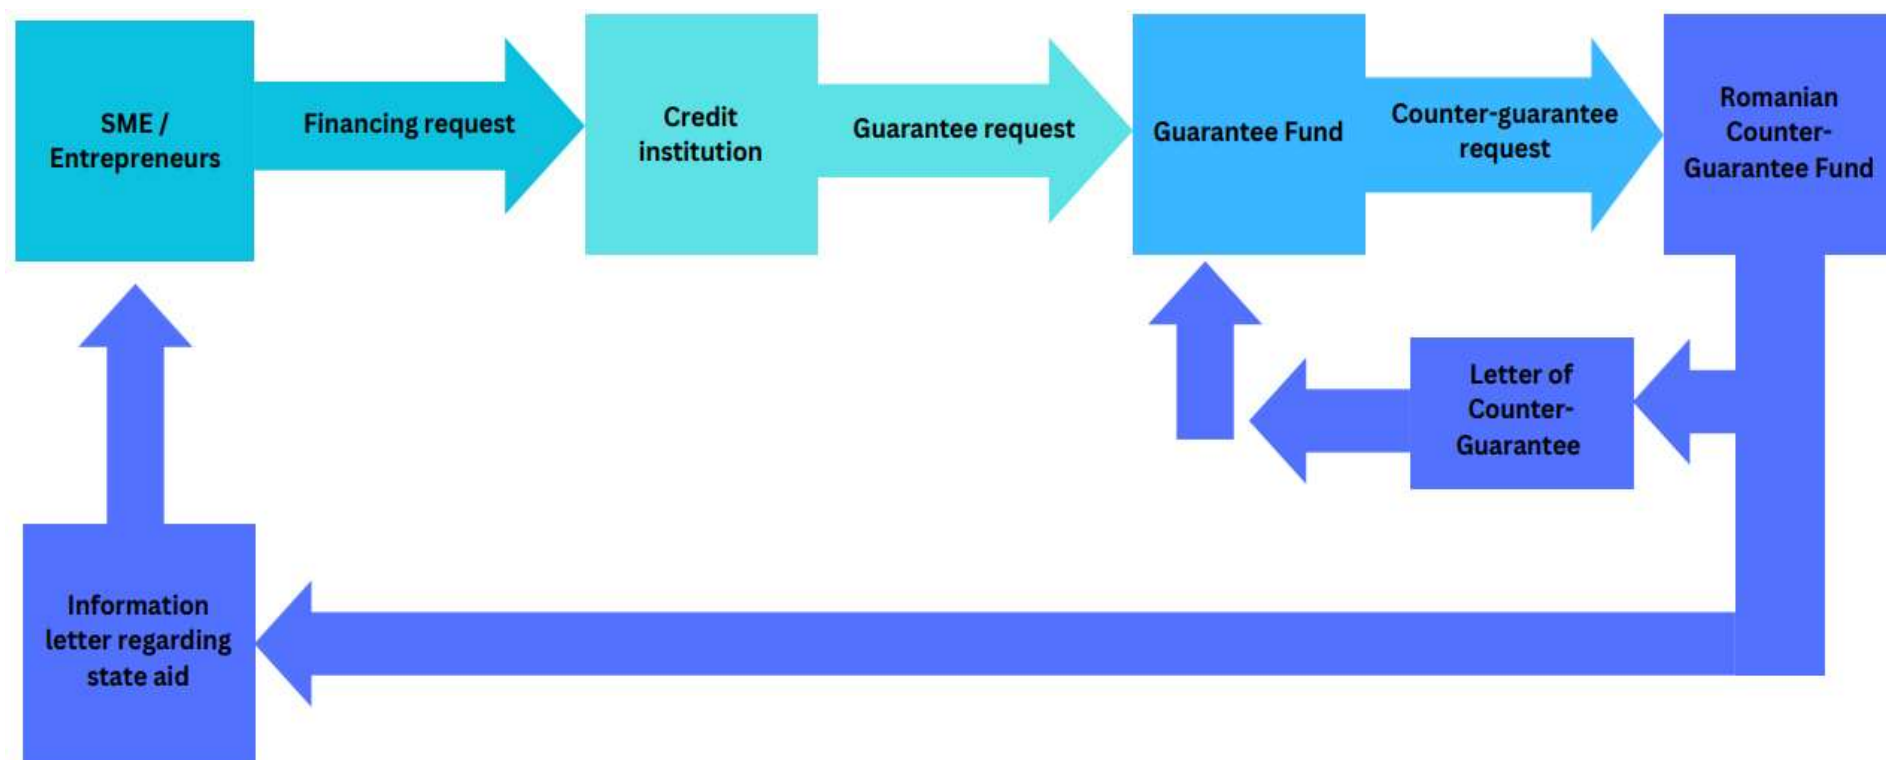 SME /
Entrepreneurs
Financing request
Credit
institution
Guarantee request
Guarantee Fund
Counter-guarantee
request
Romanian
Counter-
Guarantee Fund
Letter of
Counter-
Guarantee
Information
letter regarding
state aid